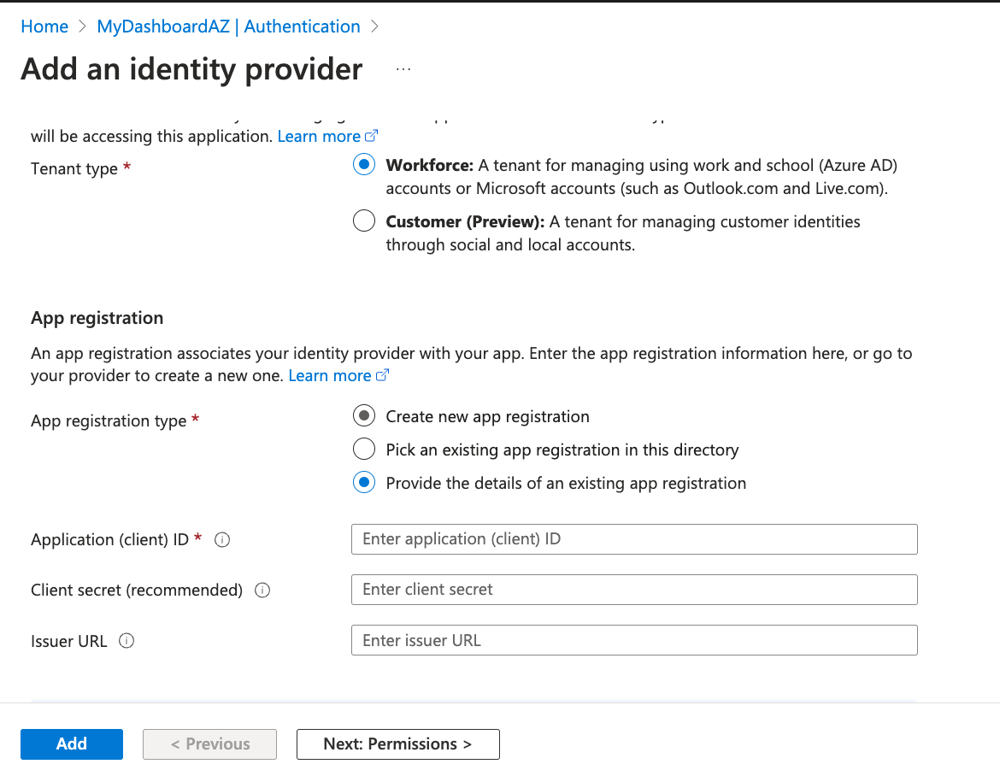 Home > MyDashboardAZ | Authentication >
Add an identity provider ...
will be accessing this application. Learn more
Tenant type *
Workforce: A tenant for managing using work and school (Azure AD)
accounts or Microsoft accounts (such as Outlook.com and Live.com).
Customer (Preview): A tenant for managing customer identities
through social and local accounts.
App registration
An app registration associates your identity provider with your app. Enter the app registration information here, or go to
your provider to create a new one. Learn more
App registration type *
Create new app registration
Pick an existing app registration in this directory
Provide the details of an existing app registration
Application (client) ID *
Enter application (client) ID
Client secret (recommended)
Enter client secret
Issuer URL
Enter issuer URL
Add
< Previous
Next: Permissions >